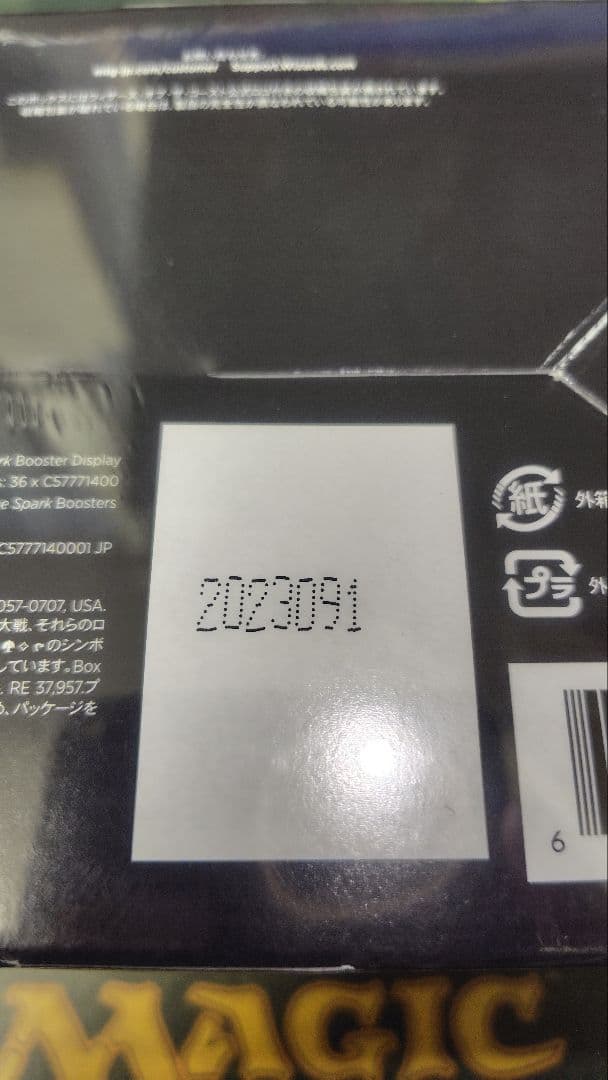 rk Booster Display
: 36 x C57771400
e Spark Boosters
C5777140001 JP
057-0707, USA.
大戦、それらのロ
のシンボ
しています。Box
RE 37,957.プ
め、パッケージを
2023091
紙
外箱
プラ
外
6
MAGIC